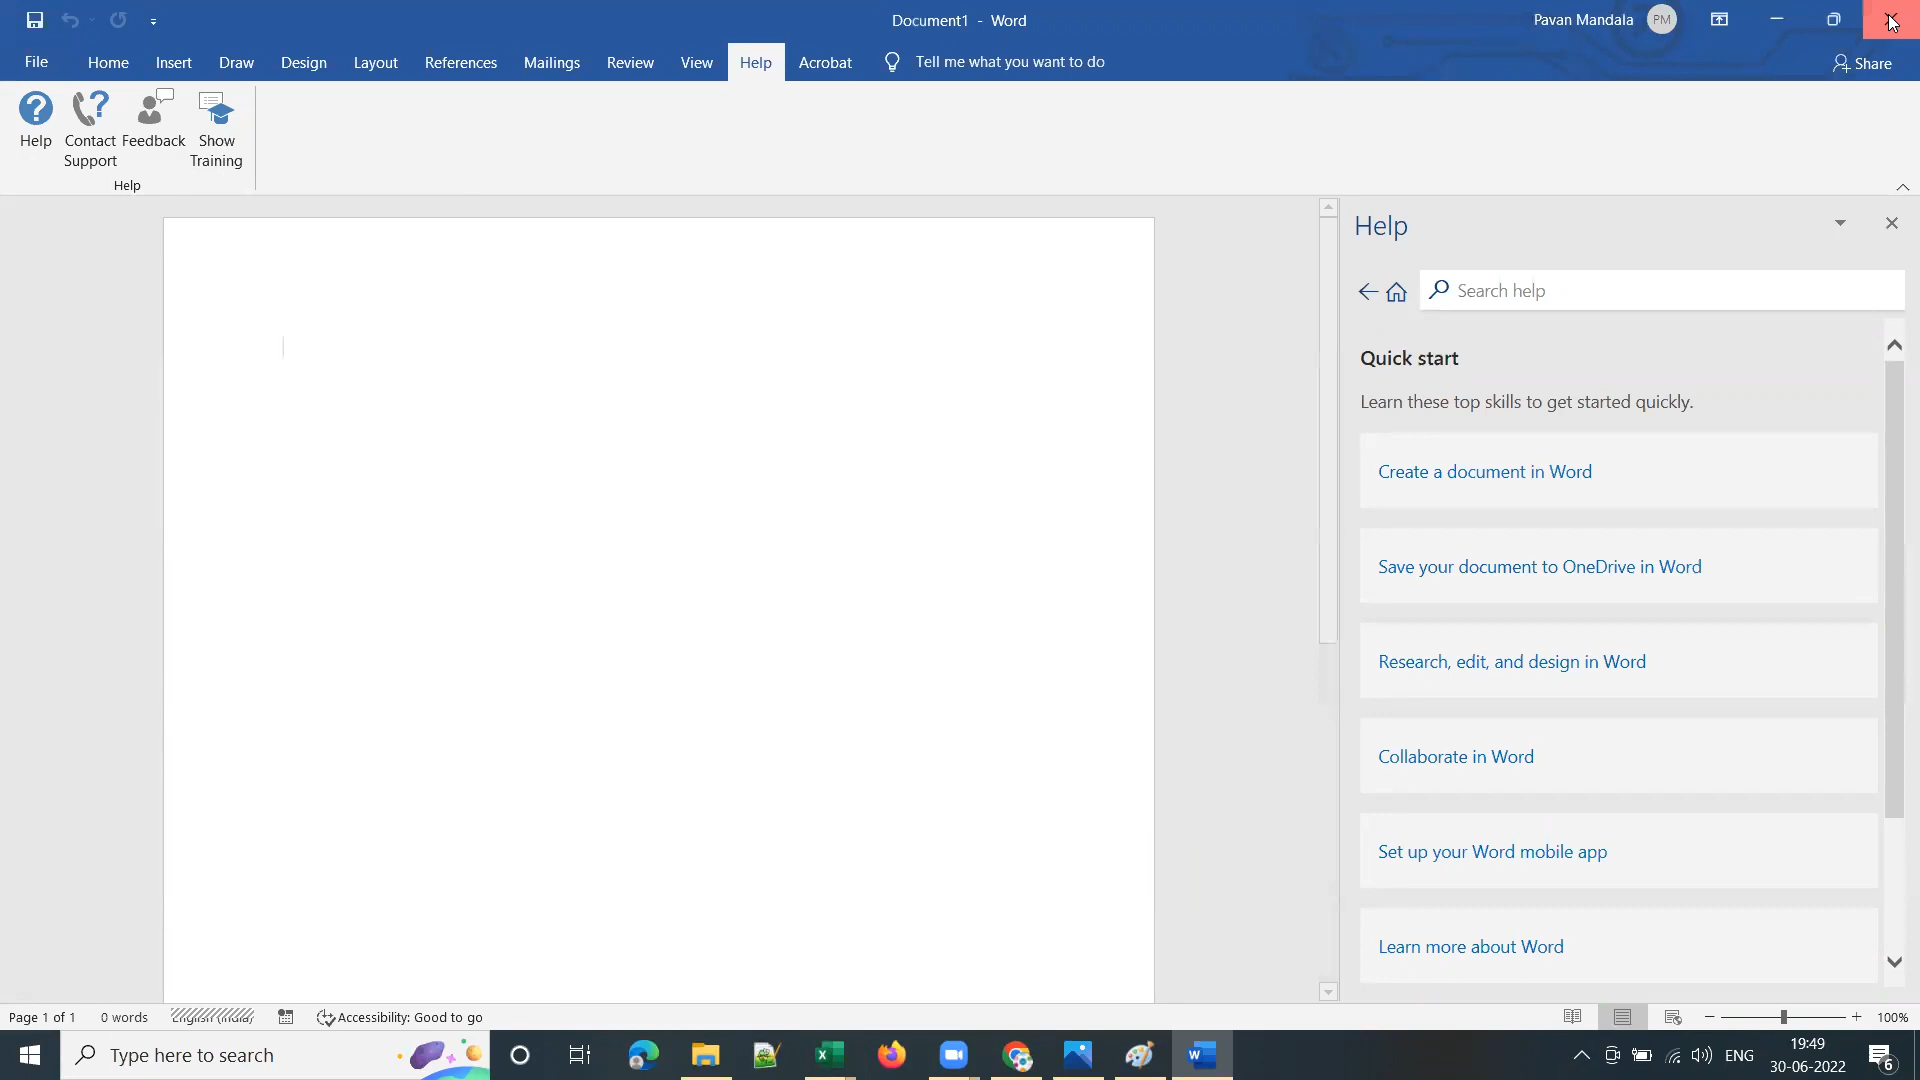 Document1 - Word
Pavan Mandala
PM
File
Home
Insert
Draw
Design
Layout
References
Mailings
Review
View
Help
Acrobat
Tell me what you want to do
Share
Help
Contact
Support
Feedback
Show
Training
Help
Help
Search help
Quick start
Learn these top skills to get started quickly.
Create a document in Word
Save your document to OneDrive in Word
Research, edit, and design in Word
Collaborate in Word
Set up your Word mobile app
Learn more about Word
Page 1 of 1
0 words
English (India)
Accessibility: Good to go
100%
Type here to search
ENG
19:49
30-06-2022
6